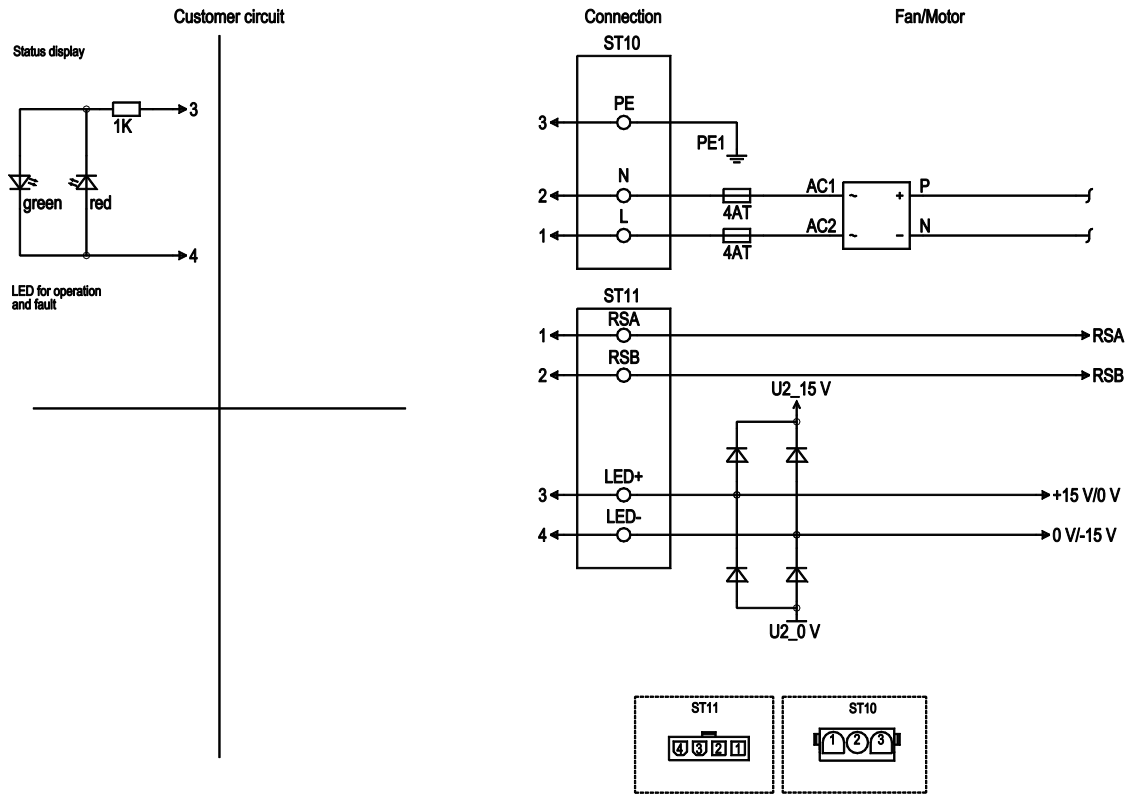 Customer circuit
Connection
Fan/Motor
Status display
3
1K
green
red
4
LED for operation
and fault
ST10
PE
3
PE1
N
2
4AT
AC1
~
+
P
L
1
4AT
AC2
~
−
N
ST11
RSA
1
RSA
RSB
2
RSB
U2_15 V
LED+
3
+15 V/0 V
LED-
4
0 V/-15 V
U2_0 V
ST11
4 3 2 1
ST10
1 2 3